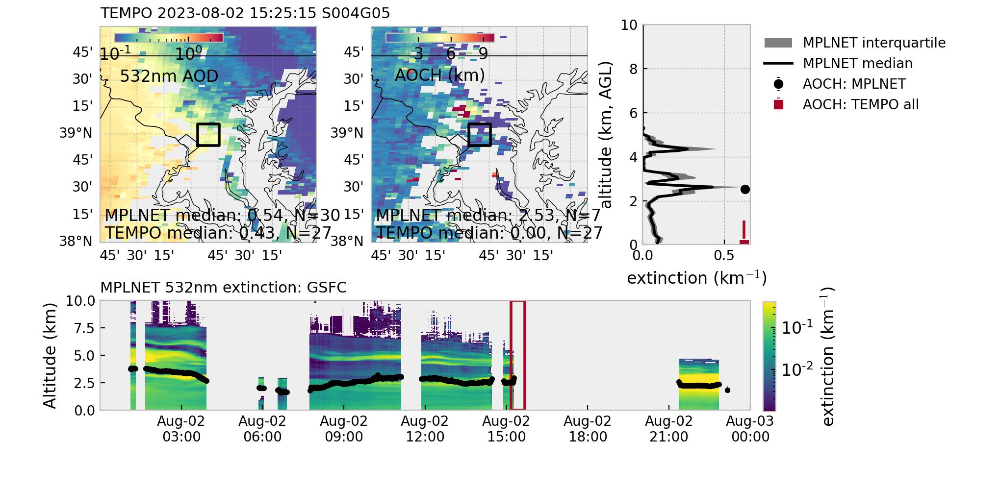 TEMPO 2023-08-02 15:25:15 S004G05
10⁻¹ 10⁰
532nm AOD
45'
30'
15'
39°N
45'
30'
15'
38°N
MPLNET median: 0.54, N=30
TEMPO median: 0.43, N=27
45' 30' 15' 45' 30' 15'
3 6 9
AOCH (km)
45'
30'
15'
39°N
45'
30'
15'
38°N
MPLNET median: 2.53, N=7
TEMPO median: 0.00, N=27
45' 30' 15' 45' 30' 15'
altitude (km, AGL)
10
8
6
4
2
0
0.0 0.5
extinction (km⁻¹)
MPLNET interquartile
MPLNET median
AOCH: MPLNET
AOCH: TEMPO all
MPLNET 532nm extinction: GSFC
Altitude (km)
10.0
7.5
5.0
2.5
0.0
Aug-02 Aug-02 Aug-02 Aug-02 Aug-02 Aug-02 Aug-02 Aug-03
03:00 06:00 09:00 12:00 15:00 18:00 21:00 00:00
10⁻¹
10⁻²
extinction (km⁻¹)